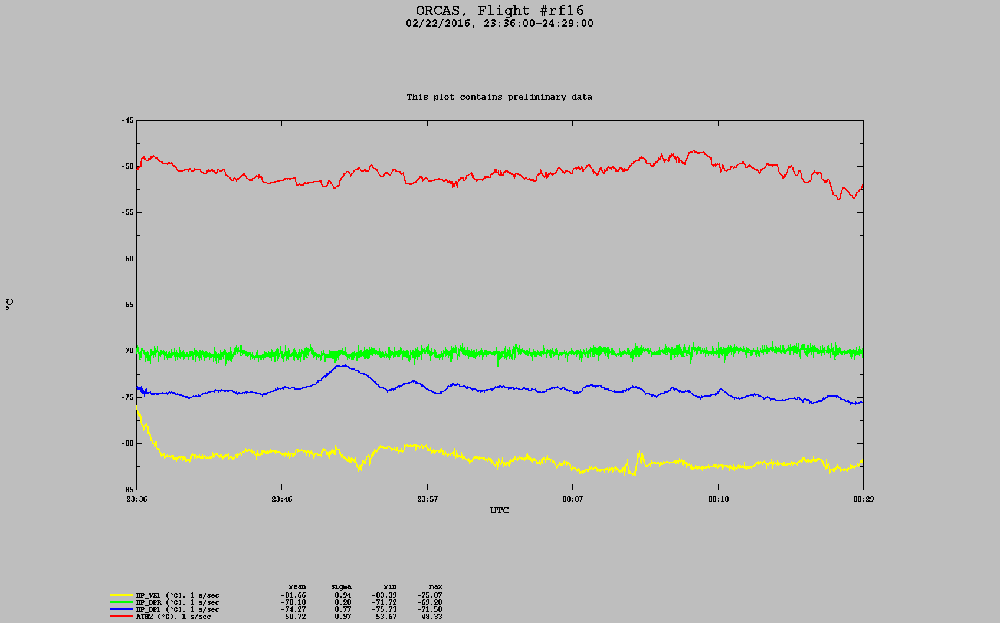 ORCAS, Flight #rf16
02/22/2016, 23:36:00-24:29:00
This plot contains preliminary data
-45
-50
-55
-60
-65
-70
-75
-80
-85
°C
23:36 23:46 23:57 00:07 00:18 00:29
UTC
mean sigma min max
DP_VXL (°C), 1 s/sec -81.66 0.94 -83.39 -75.87
DP_DPR (°C), 1 s/sec -70.18 0.28 -71.72 -69.28
DP_DPL (°C), 1 s/sec -74.27 0.77 -75.73 -71.58
ATH2 (°C), 1 s/sec -50.72 0.97 -53.67 -48.33